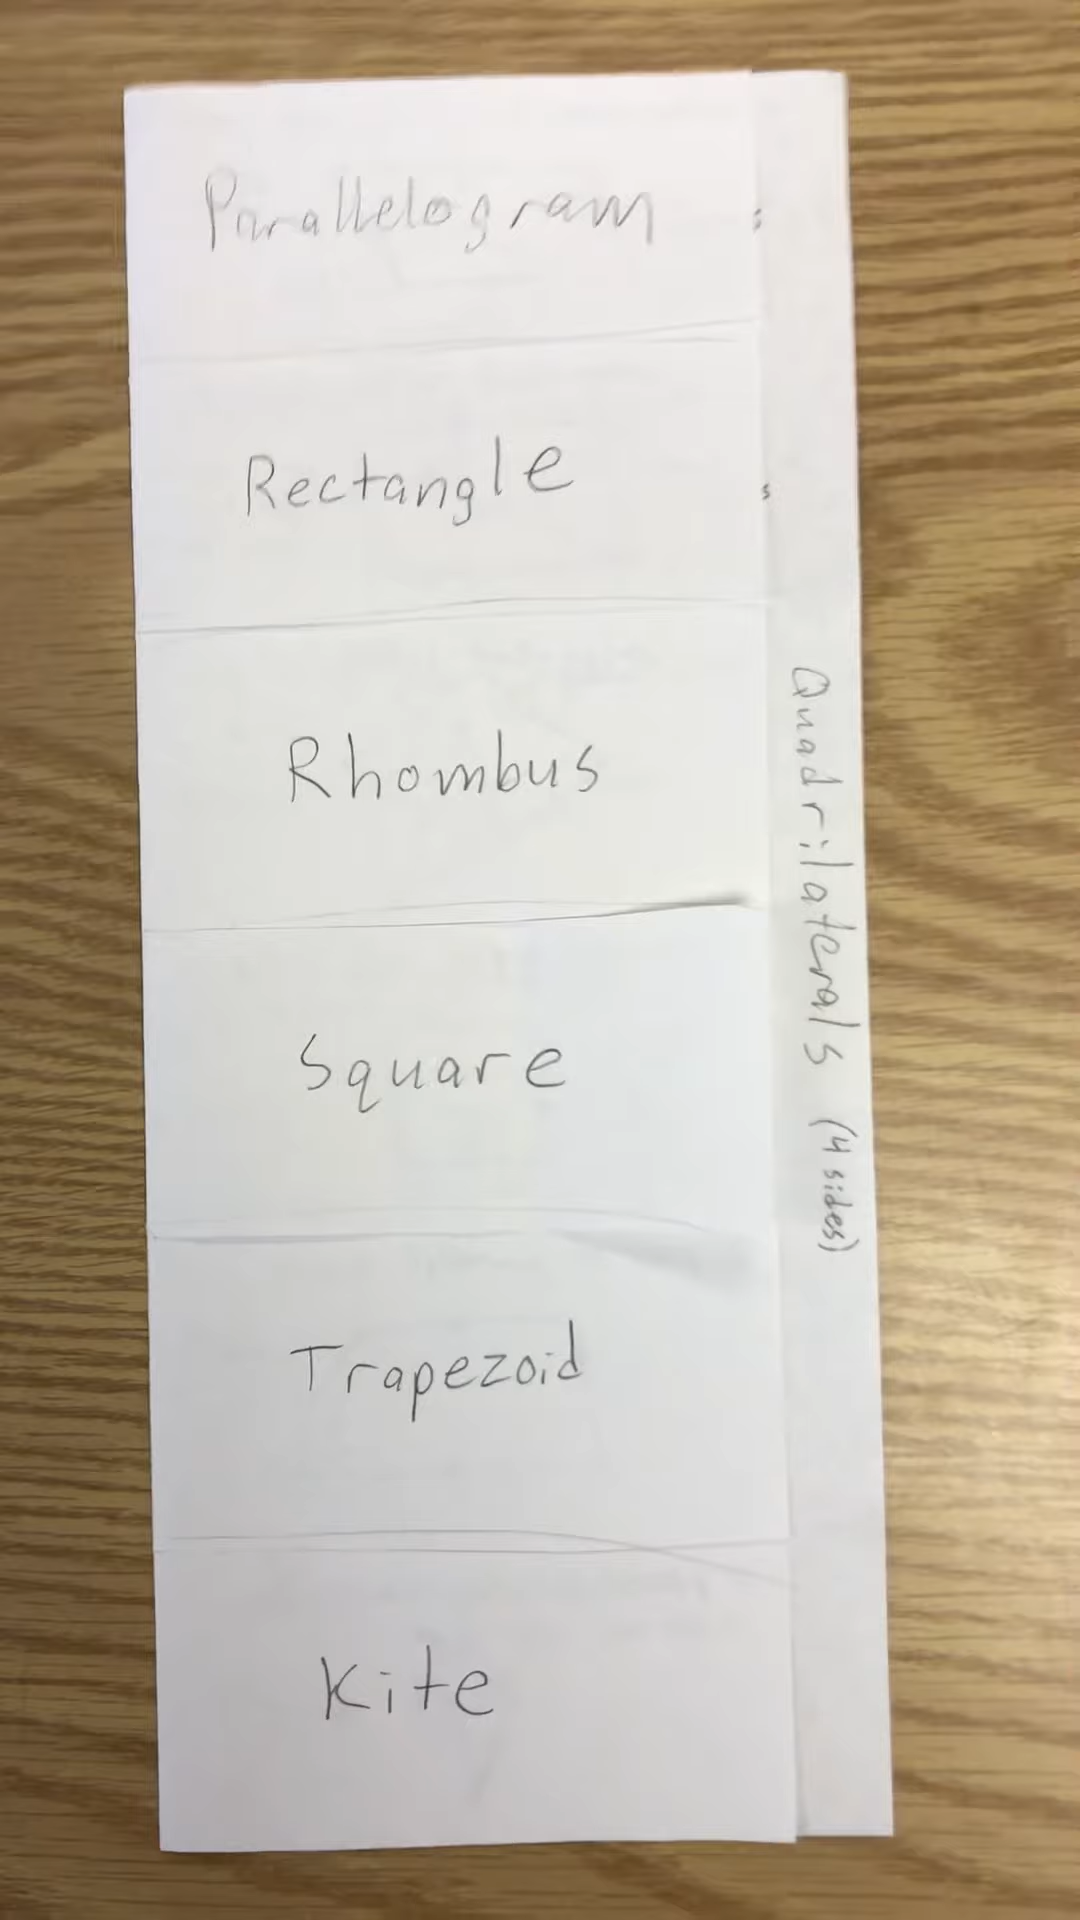 Parallelogram
Rectangle
Rhombus
Square
Trapezoid
Kite
Quadrilaterals (4 sides)